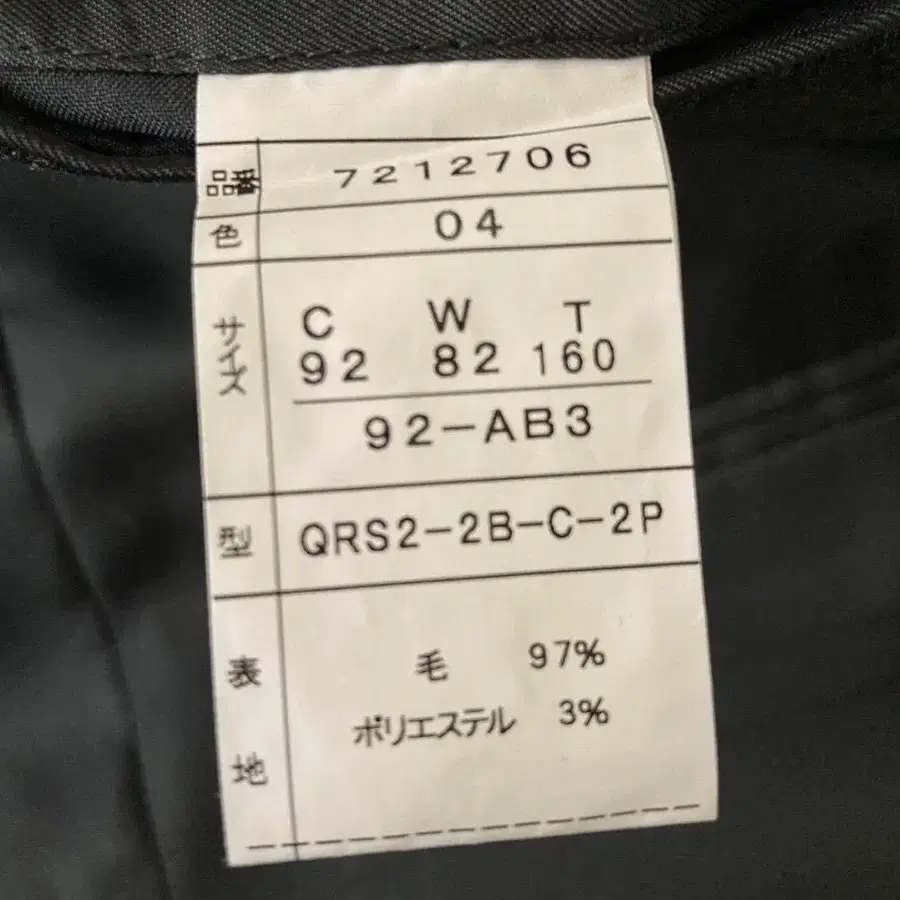 品番 7212706
色 04
サイズ
C W T
92 82 160
92-AB3
型 QRS2-2B-C-2P
表地
毛 97%
ポリエステル 3%